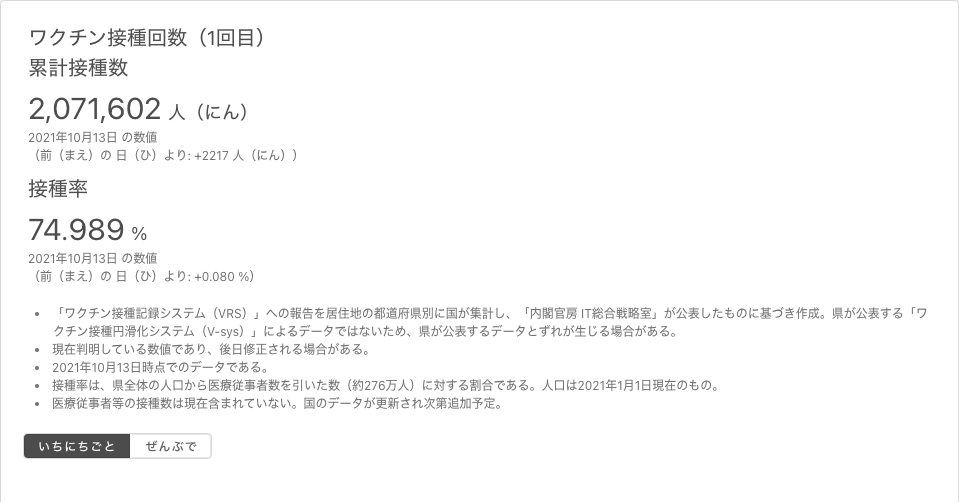 ワクチン接種回数（1回目）
累計接種数
2,071,602 人（にん）
2021年10月13日 の数値
（前（まえ）の 日（ひ）より: +2217 人（にん））
接種率
74.989 %
2021年10月13日 の数値
（前（まえ）の 日（ひ）より: +0.080 %）
• 「ワクチン接種記録システム（VRS）」への報告を居住地の都道府県別に国が集計し、「内閣官房 IT総合戦略室」が公表したものに基づき作成。県が公表する「ワ
クチン接種円滑化システム（V-sys）」によるデータではないため、県が公表するデータとずれが生じる場合がある。
• 現在判明している数値であり、後日修正される場合がある。
• 2021年10月13日時点でのデータである。
• 接種率は、県全体の人口から医療従事者数を引いた数（約276万人）に対する割合である。人口は2021年1月1日現在のもの。
• 医療従事者等の接種数は現在含まれていない。国のデータが更新され次第追加予定。
いちにちごと ぜんぶで